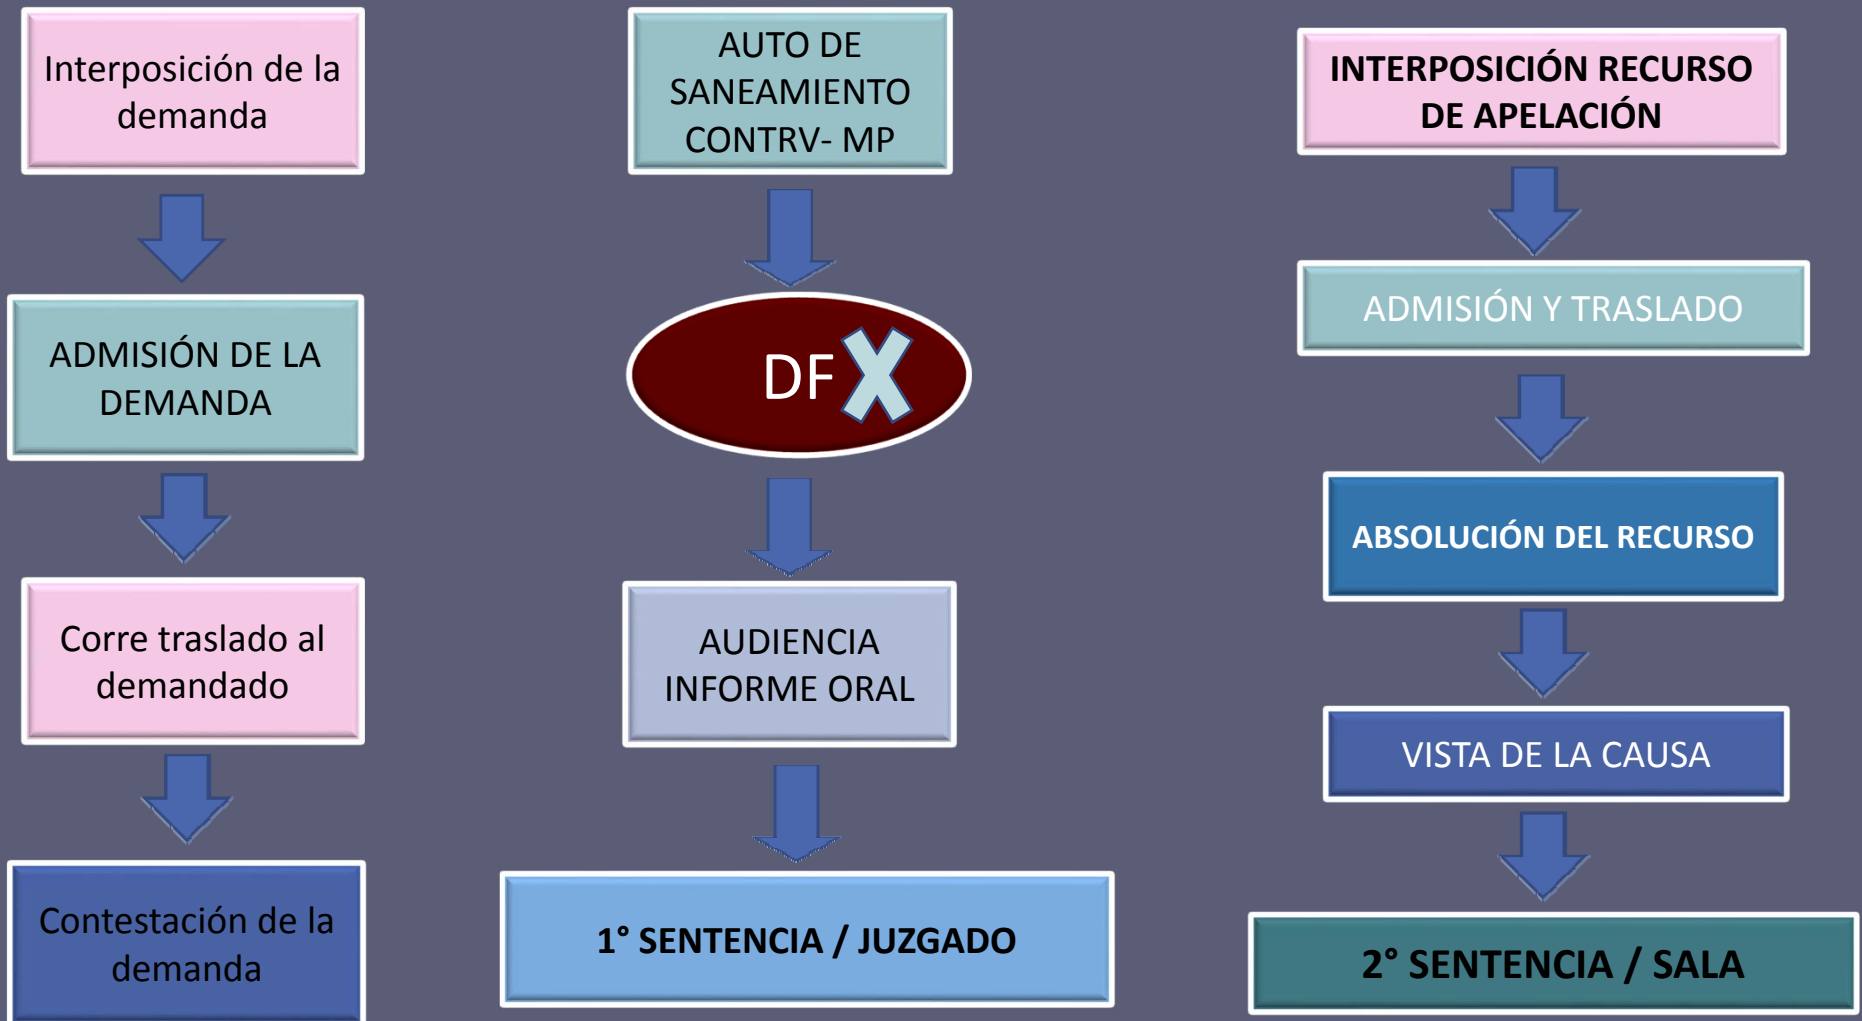 Interposición de la
demanda
ADMISIÓN DE LA
DEMANDA
Corre traslado al
demandado
Contestación de la
demanda
AUTO DE
SANEAMIENTO
CONTRV- MP
DF
AUDIENCIA
INFORME ORAL
1° SENTENCIA / JUZGADO
INTERPOSICIÓN RECURSO
DE APELACIÓN
ADMISIÓN Y TRASLADO
ABSOLUCIÓN DEL RECURSO
VISTA DE LA CAUSA
2° SENTENCIA / SALA